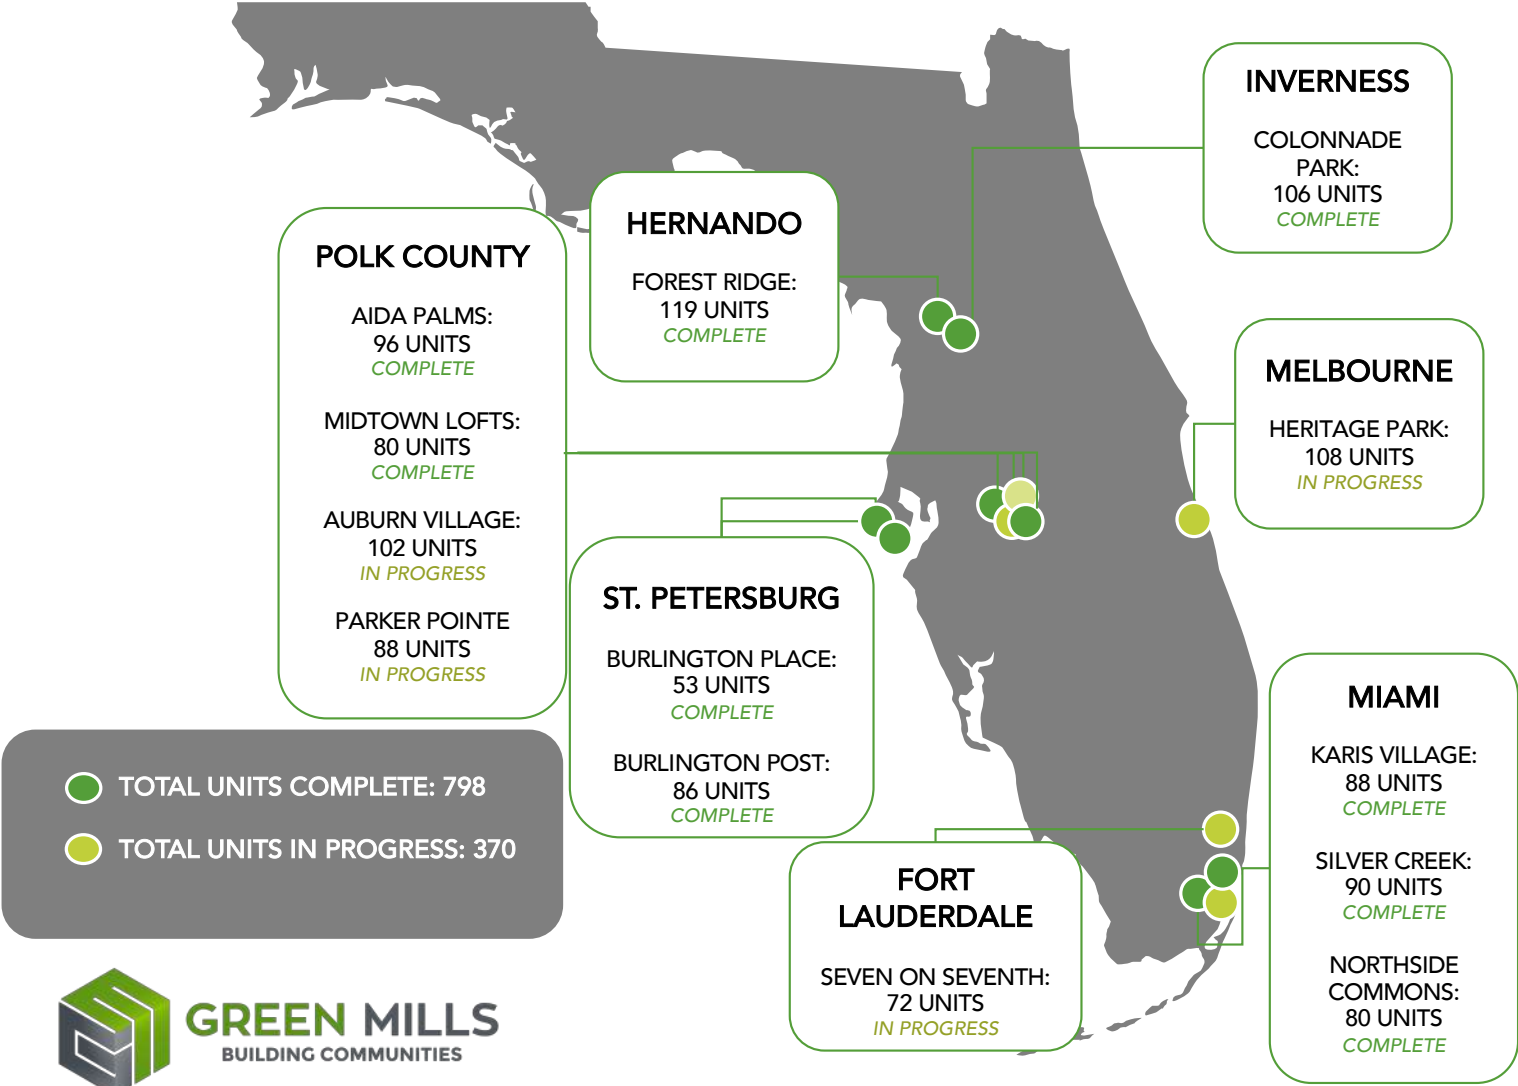 INVERNESS
COLONNADE
PARK:
106 UNITS
COMPLETE
HERNANDO
FOREST RIDGE:
119 UNITS
COMPLETE
POLK COUNTY
AIDA PALMS:
96 UNITS
COMPLETE
MIDTOWN LOFTS:
80 UNITS
COMPLETE
AUBURN VILLAGE:
102 UNITS
IN PROGRESS
PARKER POINTE
88 UNITS
IN PROGRESS
MELBOURNE
HERITAGE PARK:
108 UNITS
IN PROGRESS
ST. PETERSBURG
BURLINGTON PLACE:
53 UNITS
COMPLETE
BURLINGTON POST:
86 UNITS
COMPLETE
MIAMI
KARIS VILLAGE:
88 UNITS
COMPLETE
SILVER CREEK:
90 UNITS
COMPLETE
NORTHSIDE
COMMONS:
80 UNITS
COMPLETE
FORT
LAUDERDALE
SEVEN ON SEVENTH:
72 UNITS
IN PROGRESS
TOTAL UNITS COMPLETE: 798
TOTAL UNITS IN PROGRESS: 370
GREEN MILLS
BUILDING COMMUNITIES